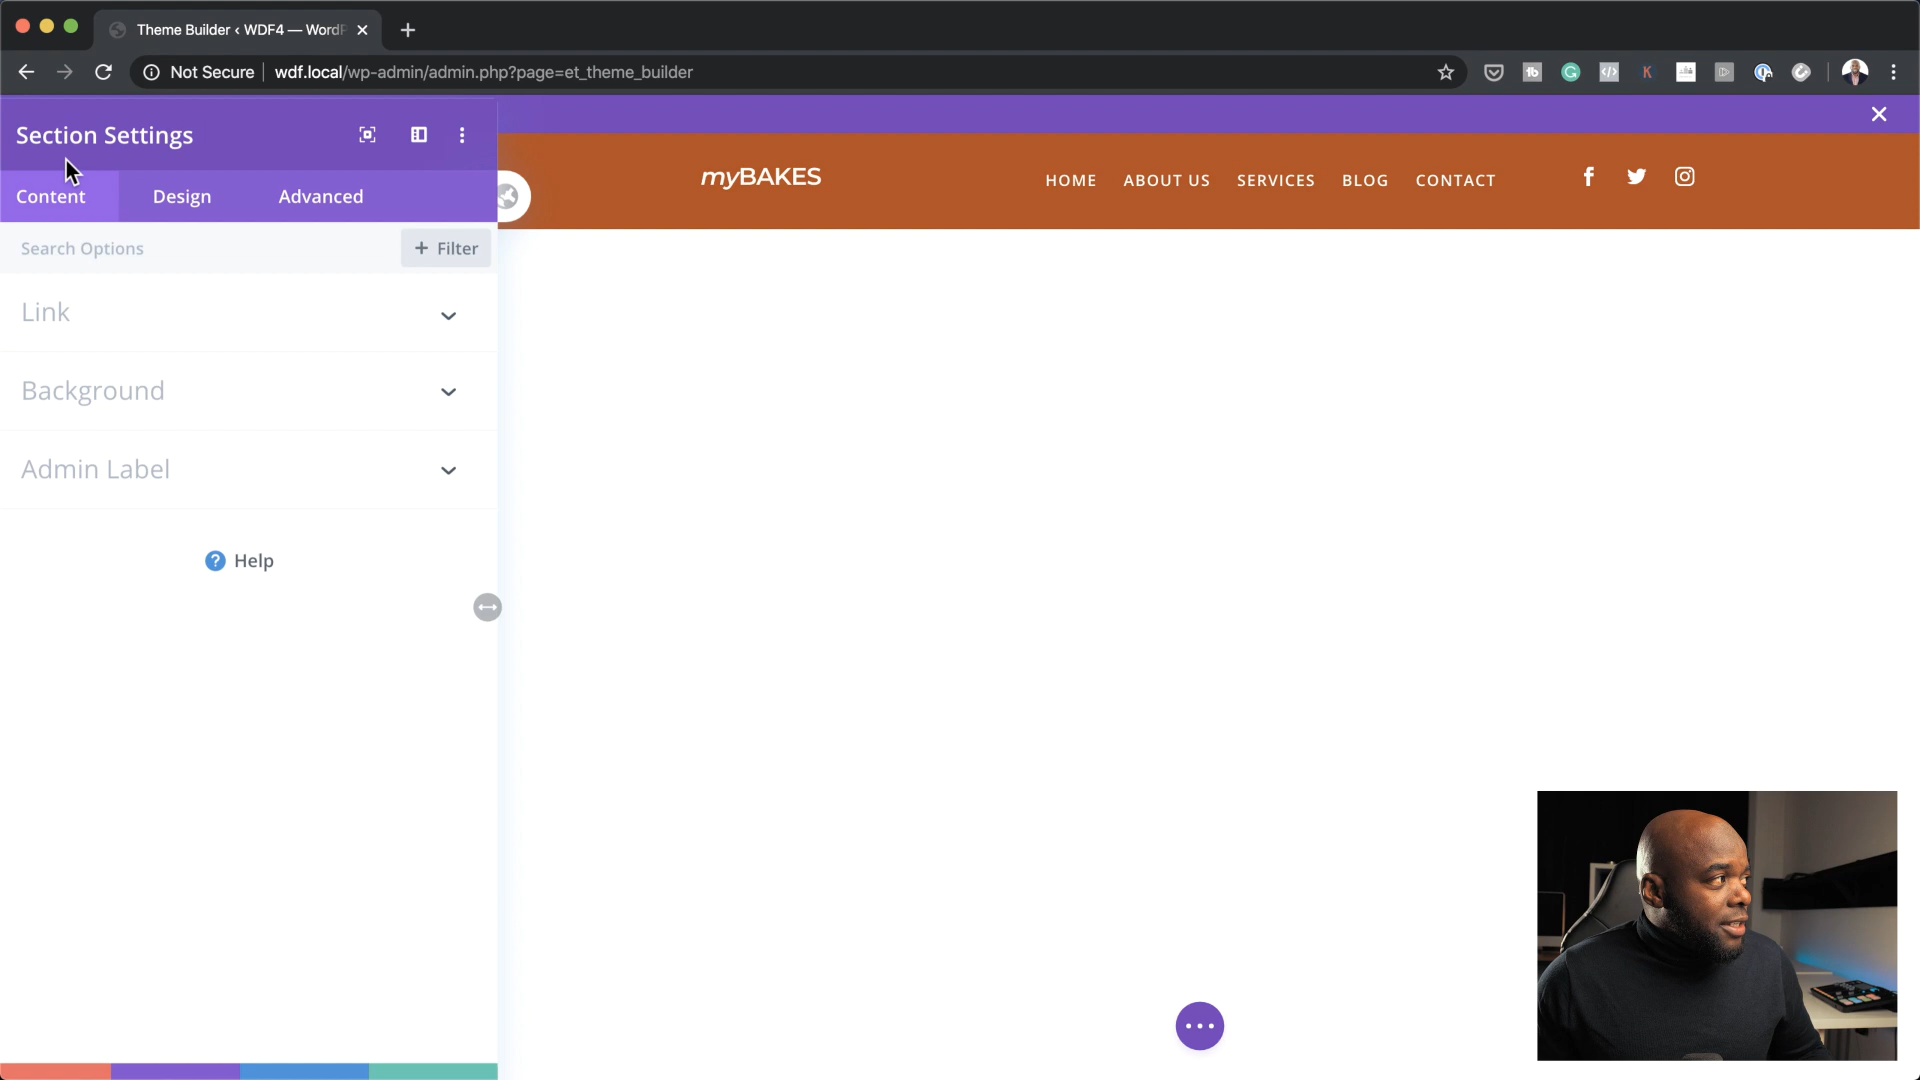 Theme Builder ‹ WDF4 — WordP
Not Secure
wdf.local/wp-admin/admin.php?page=et_theme_builder
Section Settings
Content
Design
Advanced
Search Options
+ Filter
Link
Background
Admin Label
? Help
myBAKES
HOME
ABOUT US
SERVICES
BLOG
CONTACT